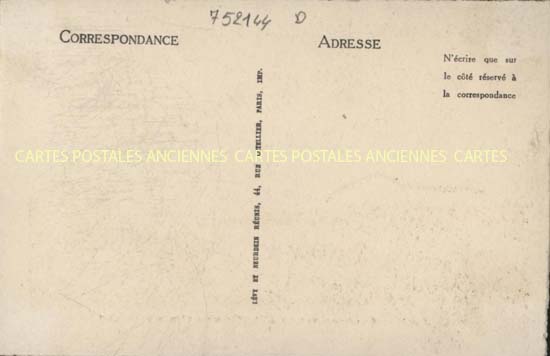 752144 D
CORRESPONDANCE
ADRESSE
N'écrire que sur
le côté réservé à
la correspondance
CARTES POSTALES ANCIENNES CARTES POSTALES ANCIENNES CARTES
LÉVY ET NEURDEIN RÉUNIS, 44, RUE LETELLIER, PARIS, IMP.